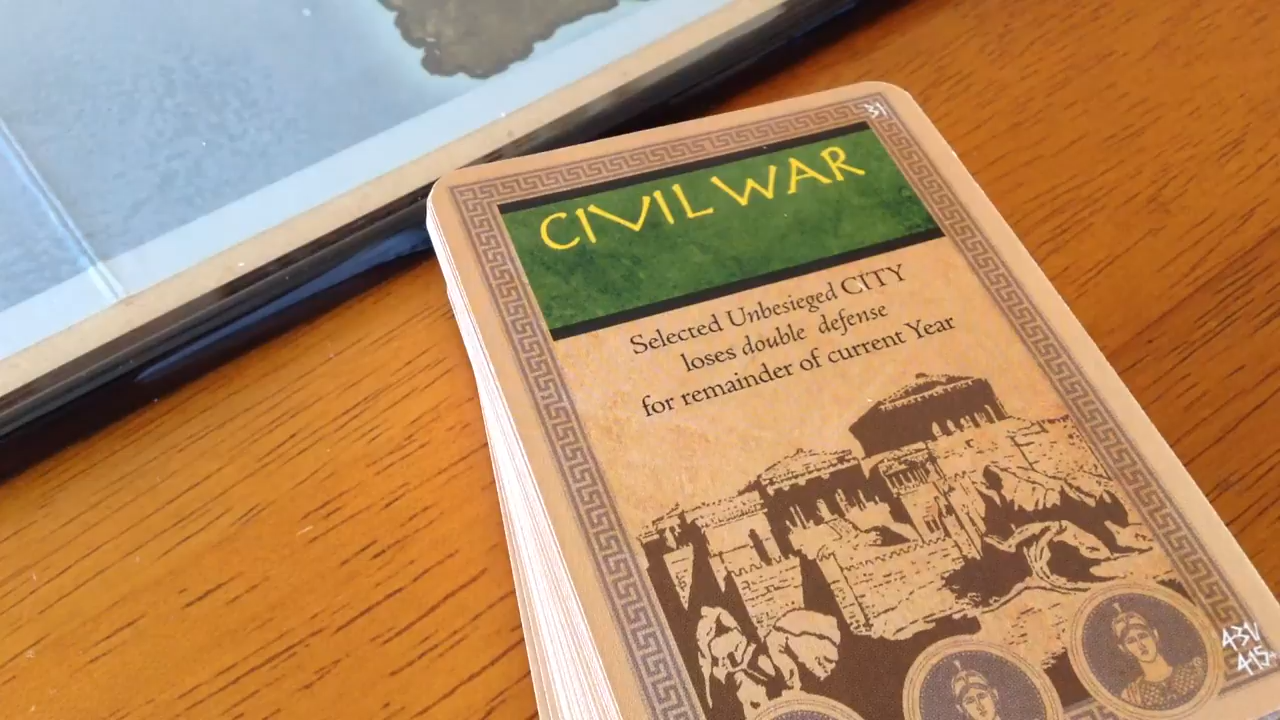 31
CIVIL WAR
Selected Unbesieged CITY
loses double defense
for remainder of current Year